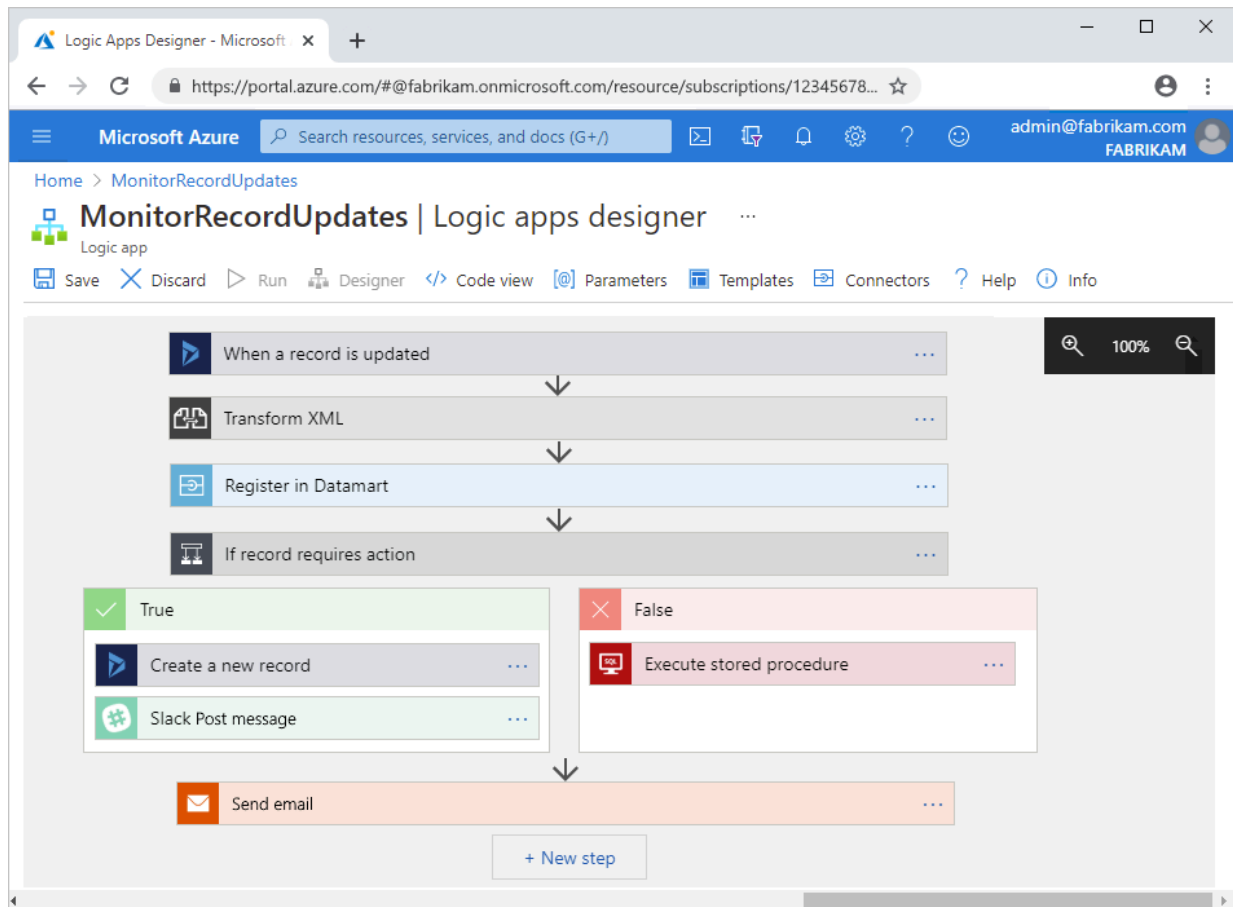 Logic Apps Designer - Microsoft
https://portal.azure.com/#@fabrikam.onmicrosoft.com/resource/subscriptions/12345678...
Microsoft Azure
Search resources, services, and docs (G+/)
admin@fabrikam.com
FABRIKAM
Home > MonitorRecordUpdates
MonitorRecordUpdates | Logic apps designer ...
Logic app
Save Discard Run Designer </> Code view [@] Parameters Templates Connectors ? Help Info
When a record is updated ...
100%
Transform XML ...
Register in Datamart ...
If record requires action ...
True
False
Create a new record ...
Execute stored procedure ...
SQL
Slack Post message ...
Send email ...
+ New step